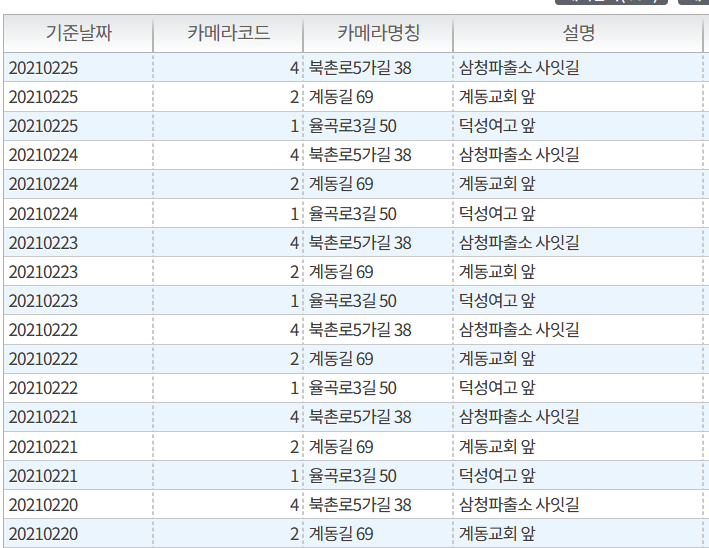 기준날짜 카메라코드 카메라명칭 설명
20210225 4 북촌로5가길 38 삼청파출소 사잇길
20210225 2 계동길 69 계동교회 앞
20210225 1 율곡로3길 50 덕성여고 앞
20210224 4 북촌로5가길 38 삼청파출소 사잇길
20210224 2 계동길 69 계동교회 앞
20210224 1 율곡로3길 50 덕성여고 앞
20210223 4 북촌로5가길 38 삼청파출소 사잇길
20210223 2 계동길 69 계동교회 앞
20210223 1 율곡로3길 50 덕성여고 앞
20210222 4 북촌로5가길 38 삼청파출소 사잇길
20210222 2 계동길 69 계동교회 앞
20210222 1 율곡로3길 50 덕성여고 앞
20210221 4 북촌로5가길 38 삼청파출소 사잇길
20210221 2 계동길 69 계동교회 앞
20210221 1 율곡로3길 50 덕성여고 앞
20210220 4 북촌로5가길 38 삼청파출소 사잇길
20210220 2 계동길 69 계동교회 앞